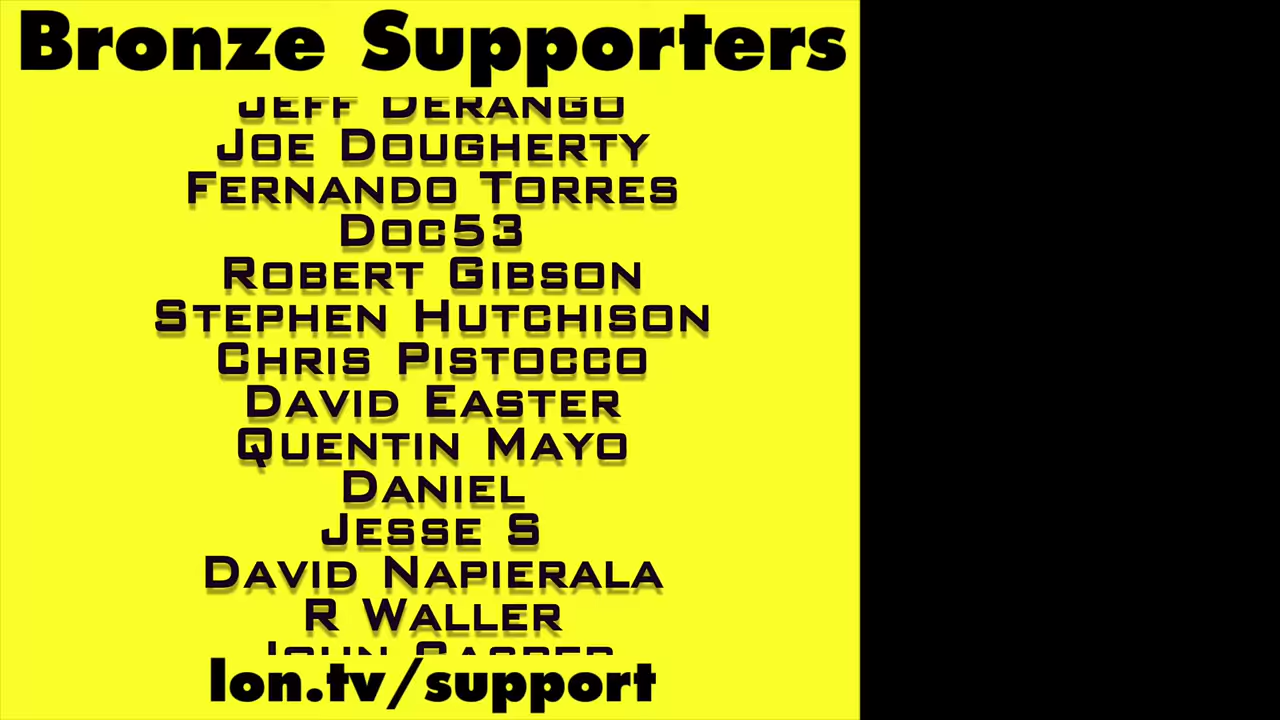 Bronze Supporters
Jeff Derango
Joe Dougherty
Fernando Torres
Doc53
Robert Gibson
Stephen Hutchison
Chris Pistocco
David Easter
Quentin Mayo
Daniel
Jesse S
David Napierala
R Waller
John
lon.tv/support